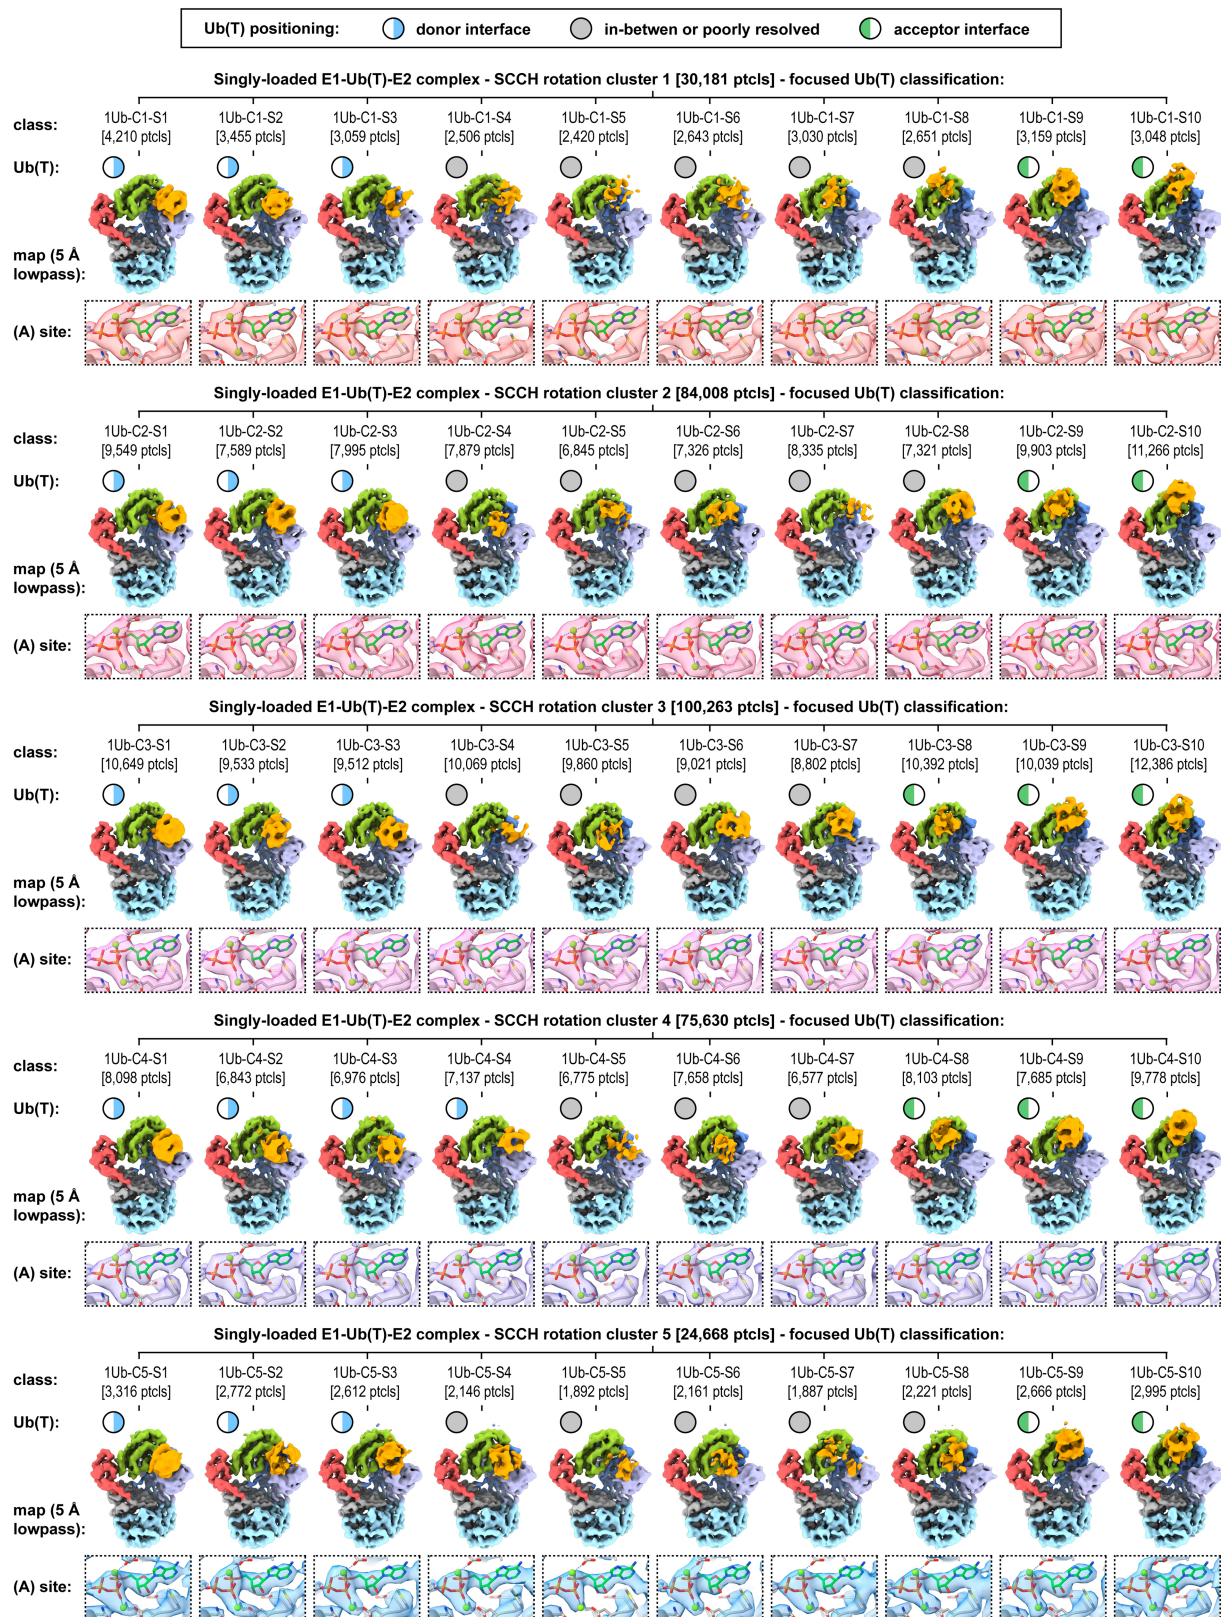 Ub(T) positioning: donor interface in-betwen or poorly resolved acceptor interface
Singly-loaded E1-Ub(T)-E2 complex - SCCH rotation cluster 1 [30,181 ptcls] - focused Ub(T) classification:
class: 1Ub-C1-S1 1Ub-C1-S2 1Ub-C1-S3 1Ub-C1-S4 1Ub-C1-S5 1Ub-C1-S6 1Ub-C1-S7 1Ub-C1-S8 1Ub-C1-S9 1Ub-C1-S10
[4,210 ptcls] [3,455 ptcls] [3,059 ptcls] [2,506 ptcls] [2,420 ptcls] [2,643 ptcls] [3,030 ptcls] [2,651 ptcls] [3,159 ptcls] [3,048 ptcls]
Ub(T):
map (5 Å
lowpass):
(A) site:
Singly-loaded E1-Ub(T)-E2 complex - SCCH rotation cluster 2 [84,008 ptcls] - focused Ub(T) classification:
class: 1Ub-C2-S1 1Ub-C2-S2 1Ub-C2-S3 1Ub-C2-S4 1Ub-C2-S5 1Ub-C2-S6 1Ub-C2-S7 1Ub-C2-S8 1Ub-C2-S9 1Ub-C2-S10
[9,549 ptcls] [7,589 ptcls] [7,995 ptcls] [7,879 ptcls] [6,845 ptcls] [7,326 ptcls] [8,335 ptcls] [7,321 ptcls] [9,903 ptcls] [11,266 ptcls]
Ub(T):
map (5 Å
lowpass):
(A) site:
Singly-loaded E1-Ub(T)-E2 complex - SCCH rotation cluster 3 [100,263 ptcls] - focused Ub(T) classification:
class: 1Ub-C3-S1 1Ub-C3-S2 1Ub-C3-S3 1Ub-C3-S4 1Ub-C3-S5 1Ub-C3-S6 1Ub-C3-S7 1Ub-C3-S8 1Ub-C3-S9 1Ub-C3-S10
[10,649 ptcls] [9,533 ptcls] [9,512 ptcls] [10,069 ptcls] [9,860 ptcls] [9,021 ptcls] [8,802 ptcls] [10,392 ptcls] [10,039 ptcls] [12,386 ptcls]
Ub(T):
map (5 Å
lowpass):
(A) site:
Singly-loaded E1-Ub(T)-E2 complex - SCCH rotation cluster 4 [75,630 ptcls] - focused Ub(T) classification:
class: 1Ub-C4-S1 1Ub-C4-S2 1Ub-C4-S3 1Ub-C4-S4 1Ub-C4-S5 1Ub-C4-S6 1Ub-C4-S7 1Ub-C4-S8 1Ub-C4-S9 1Ub-C4-S10
[8,098 ptcls] [6,843 ptcls] [6,976 ptcls] [7,137 ptcls] [6,775 ptcls] [7,658 ptcls] [6,577 ptcls] [8,103 ptcls] [7,685 ptcls] [9,778 ptcls]
Ub(T):
map (5 Å
lowpass):
(A) site:
Singly-loaded E1-Ub(T)-E2 complex - SCCH rotation cluster 5 [24,668 ptcls] - focused Ub(T) classification:
class: 1Ub-C5-S1 1Ub-C5-S2 1Ub-C5-S3 1Ub-C5-S4 1Ub-C5-S5 1Ub-C5-S6 1Ub-C5-S7 1Ub-C5-S8 1Ub-C5-S9 1Ub-C5-S10
[3,316 ptcls] [2,772 ptcls] [2,612 ptcls] [2,146 ptcls] [1,892 ptcls] [2,161 ptcls] [1,887 ptcls] [2,221 ptcls] [2,666 ptcls] [2,995 ptcls]
Ub(T):
map (5 Å
lowpass):
(A) site: